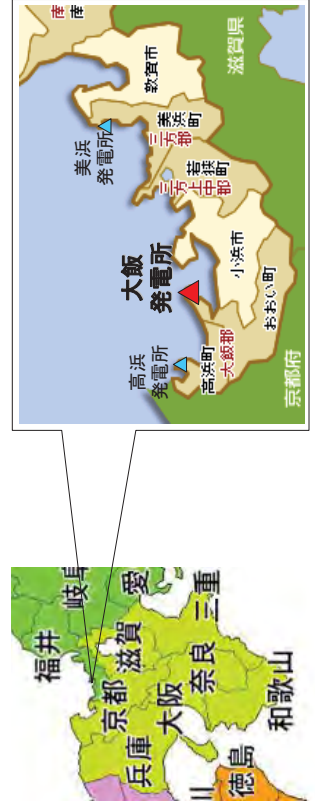 福井
岐阜
京都
滋賀
愛
兵庫
大阪
奈良
三重
和歌山
徳島
川
高浜
発電所
大飯
発電所
美浜
発電所
南
南
敦賀市
美浜
町
三方郡
若狭
町
三方上中郡
小浜市
高浜町
大飯郡
おおい町
京都府
滋賀県